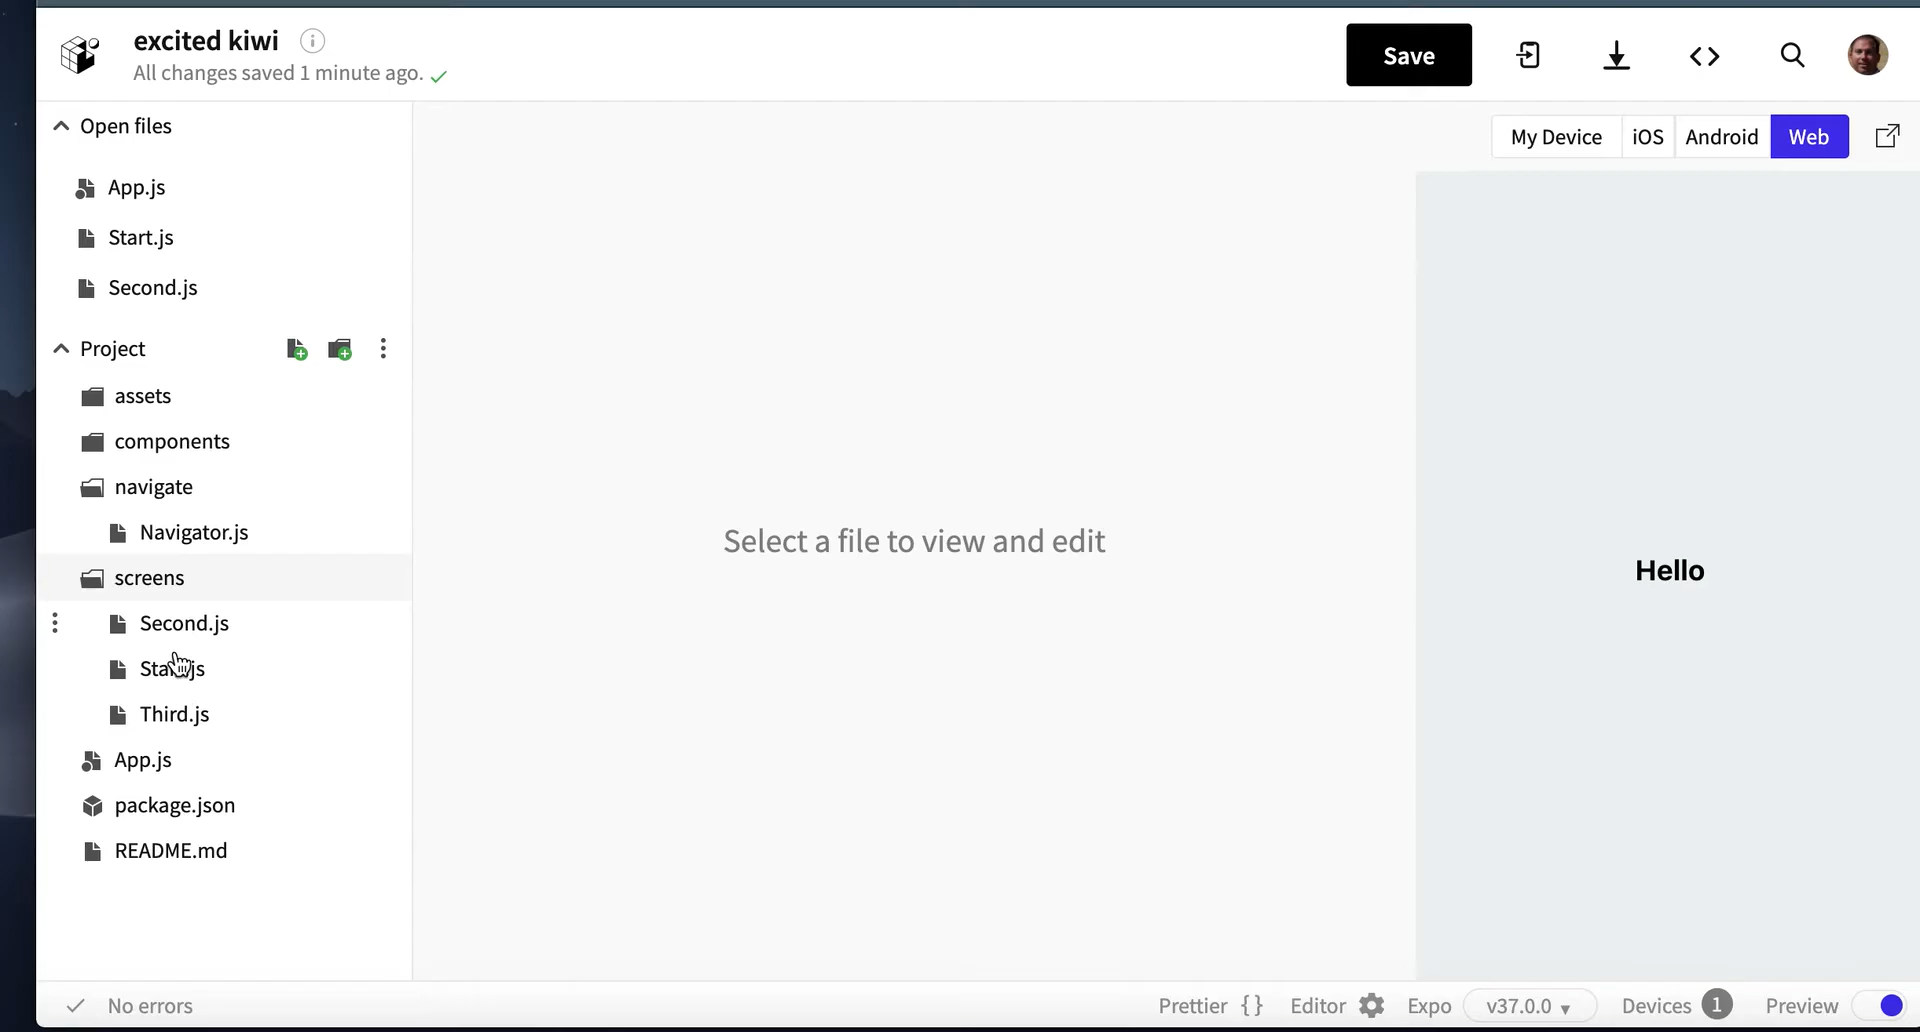 excited kiwi
All changes saved 1 minute ago.
Save
Open files
App.js
Start.js
Second.js
Project
assets
components
navigate
Navigator.js
screens
Second.js
Third.js
App.js
package.json
README.md
Select a file to view and edit
My Device iOS Android Web
Hello
No errors
Prettier {} Editor Expo v37.0.0 Devices 1 Preview